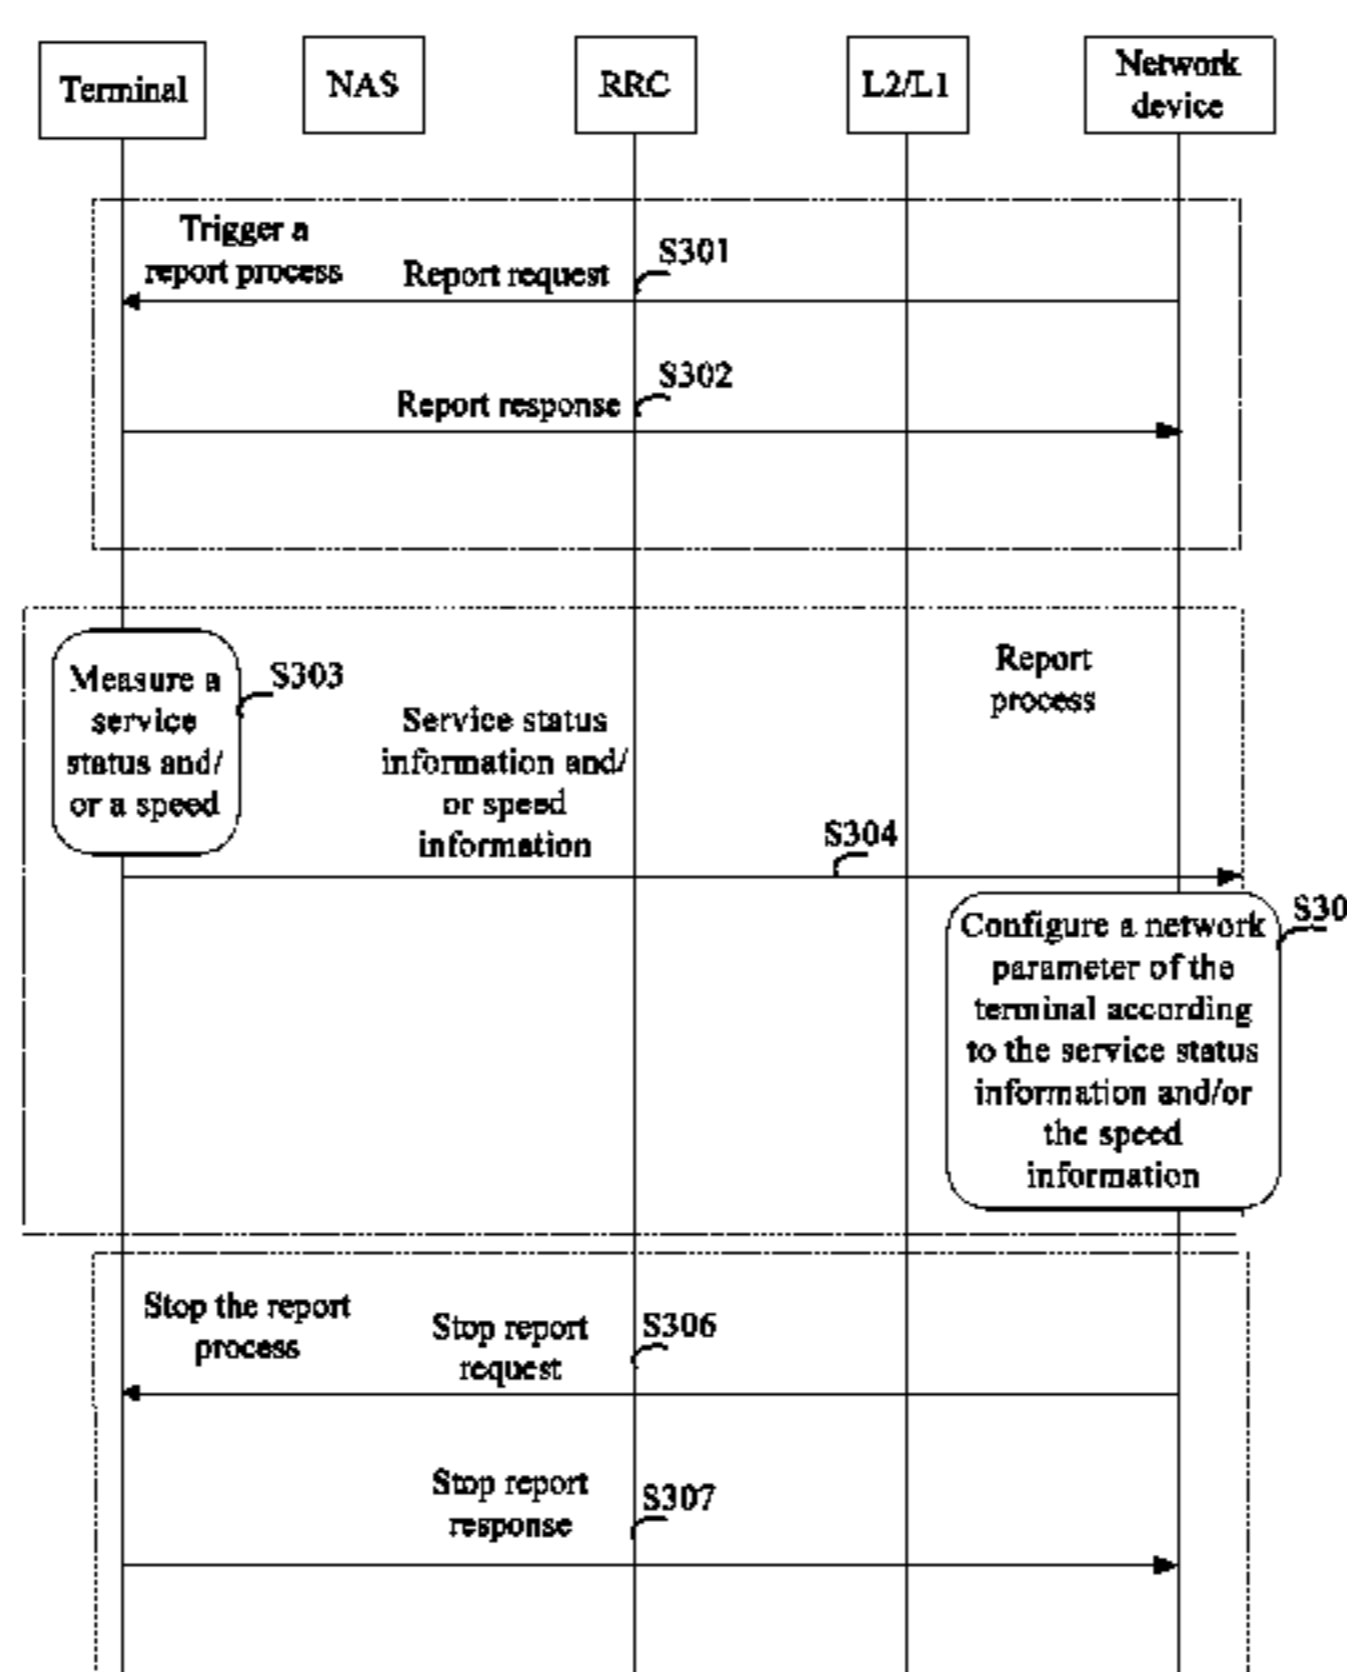 Terminal
NAS
RRC
L2/L1
Network
device
Trigger a
report process
Report request
S301
S302
Report response
Measure a
service
status and/
or a speed
S303
Service status
information and/
or speed
information
Report
process
S304
Configure a network
parameter of the
terminal according
to the service status
information and/or
the speed
information
S30
Stop the report
process
Stop report
request
S306
Stop report
response
S307